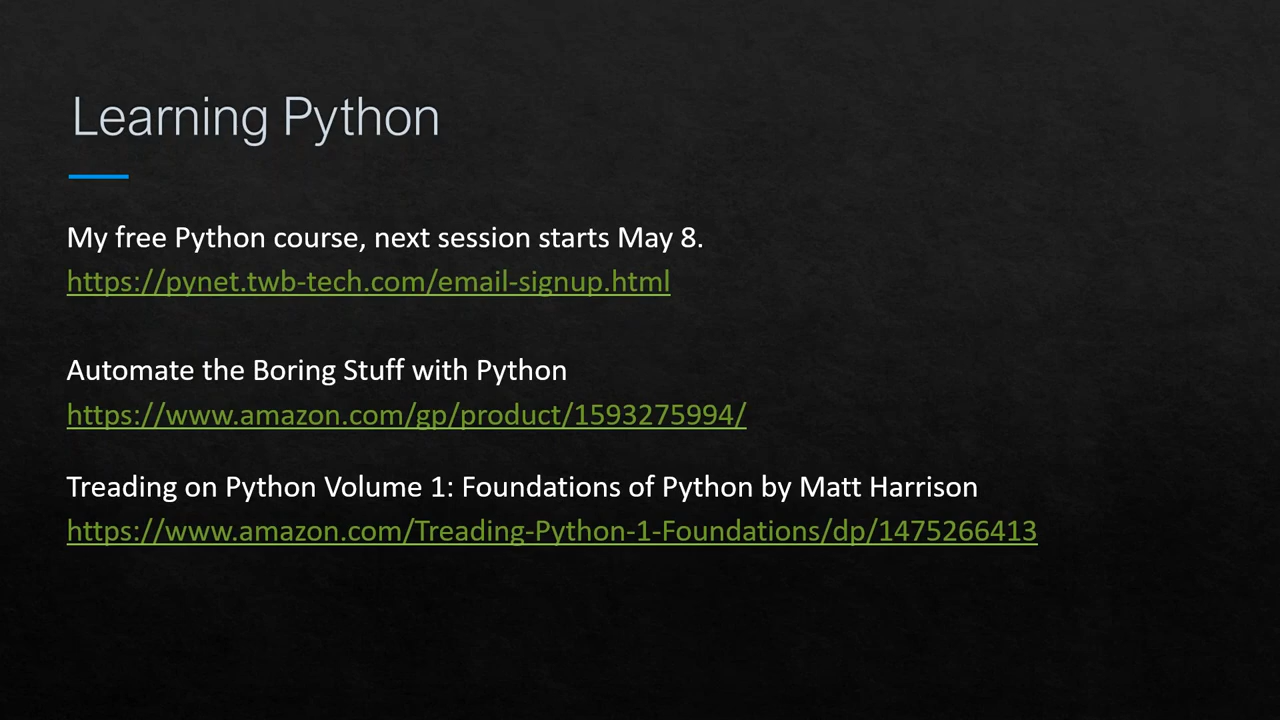 Learning Python
My free Python course, next session starts May 8.
https://pynet.twb-tech.com/email-signup.html
Automate the Boring Stuff with Python
https://www.amazon.com/gp/product/1593275994/
Treading on Python Volume 1: Foundations of Python by Matt Harrison
https://www.amazon.com/Treading-Python-1-Foundations/dp/1475266413